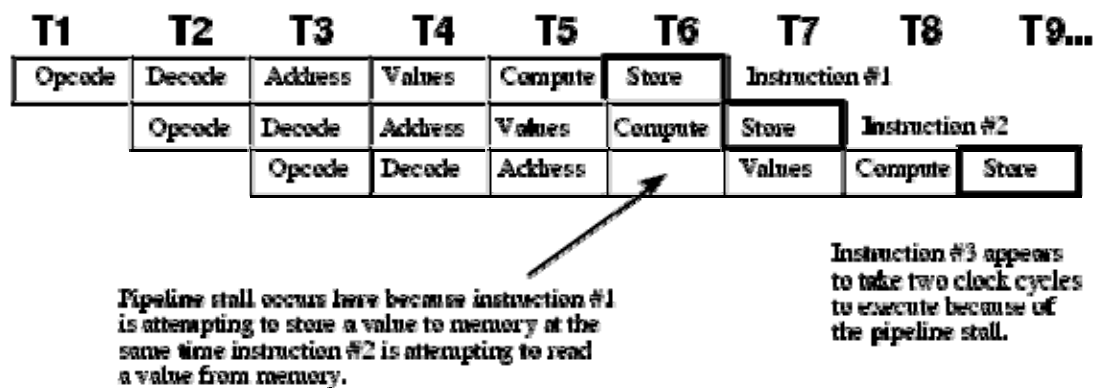 T1 T2 T3 T4 T5 T6 T7 T8 T9...
Opcode Decode Address Values Compute Store Instruction #1
Opcode Decode Address Values Compute Store Instruction #2
Opcode Decode Address Values Compute Store
Pipeline stall occurs here because instruction #1
is attempting to store a value to memory at the
same time instruction #2 is attempting to read
a value from memory.
Instruction #3 appears
to take two clock cycles
to execute because of
the pipeline stall.